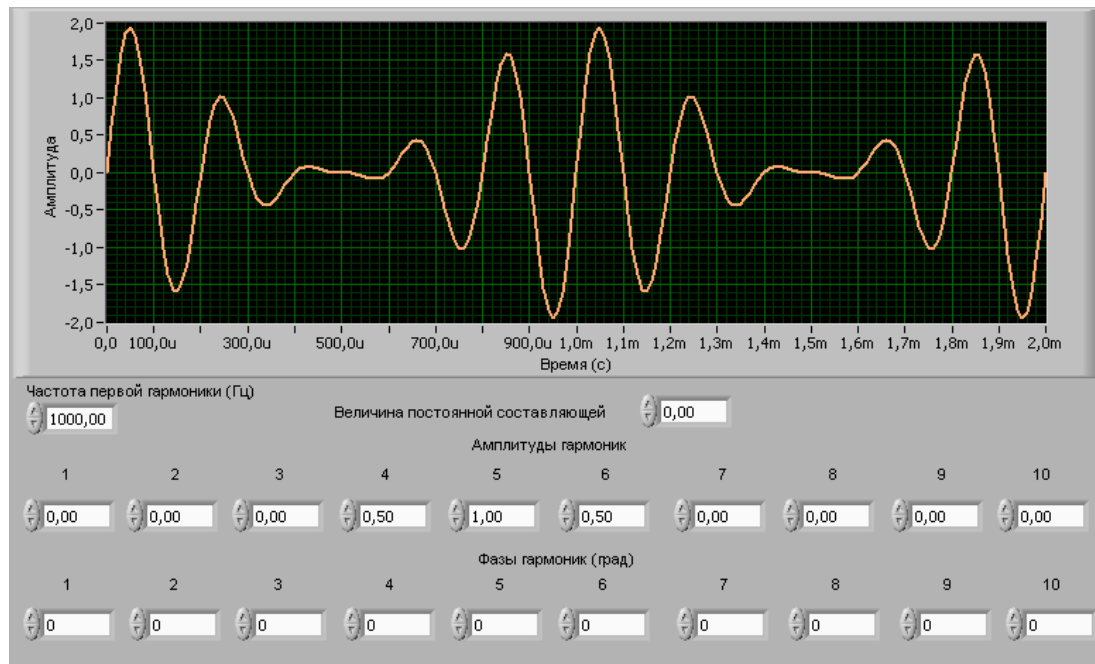 2,0
1,5
1,0
0,5
0,0
-0,5
-1,0
-1,5
-2,0
Амплитуда
0,0 100,0u 300,0u 500,0u 700,0u 900,0u 1,0m 1,1m 1,2m 1,3m 1,4m 1,5m 1,6m 1,7m 1,8m 1,9m 2,0m
Время (с)
Частота первой гармоники (Гц)
1000,00
Величина постоянной составляющей 0,00
Амплитуды гармоник
1 2 3 4 5 6 7 8 9 10
0,00 0,00 0,00 0,50 1,00 0,50 0,00 0,00 0,00 0,00
Фазы гармоник (град)
1 2 3 4 5 6 7 8 9 10
0 0 0 0 0 0 0 0 0 0